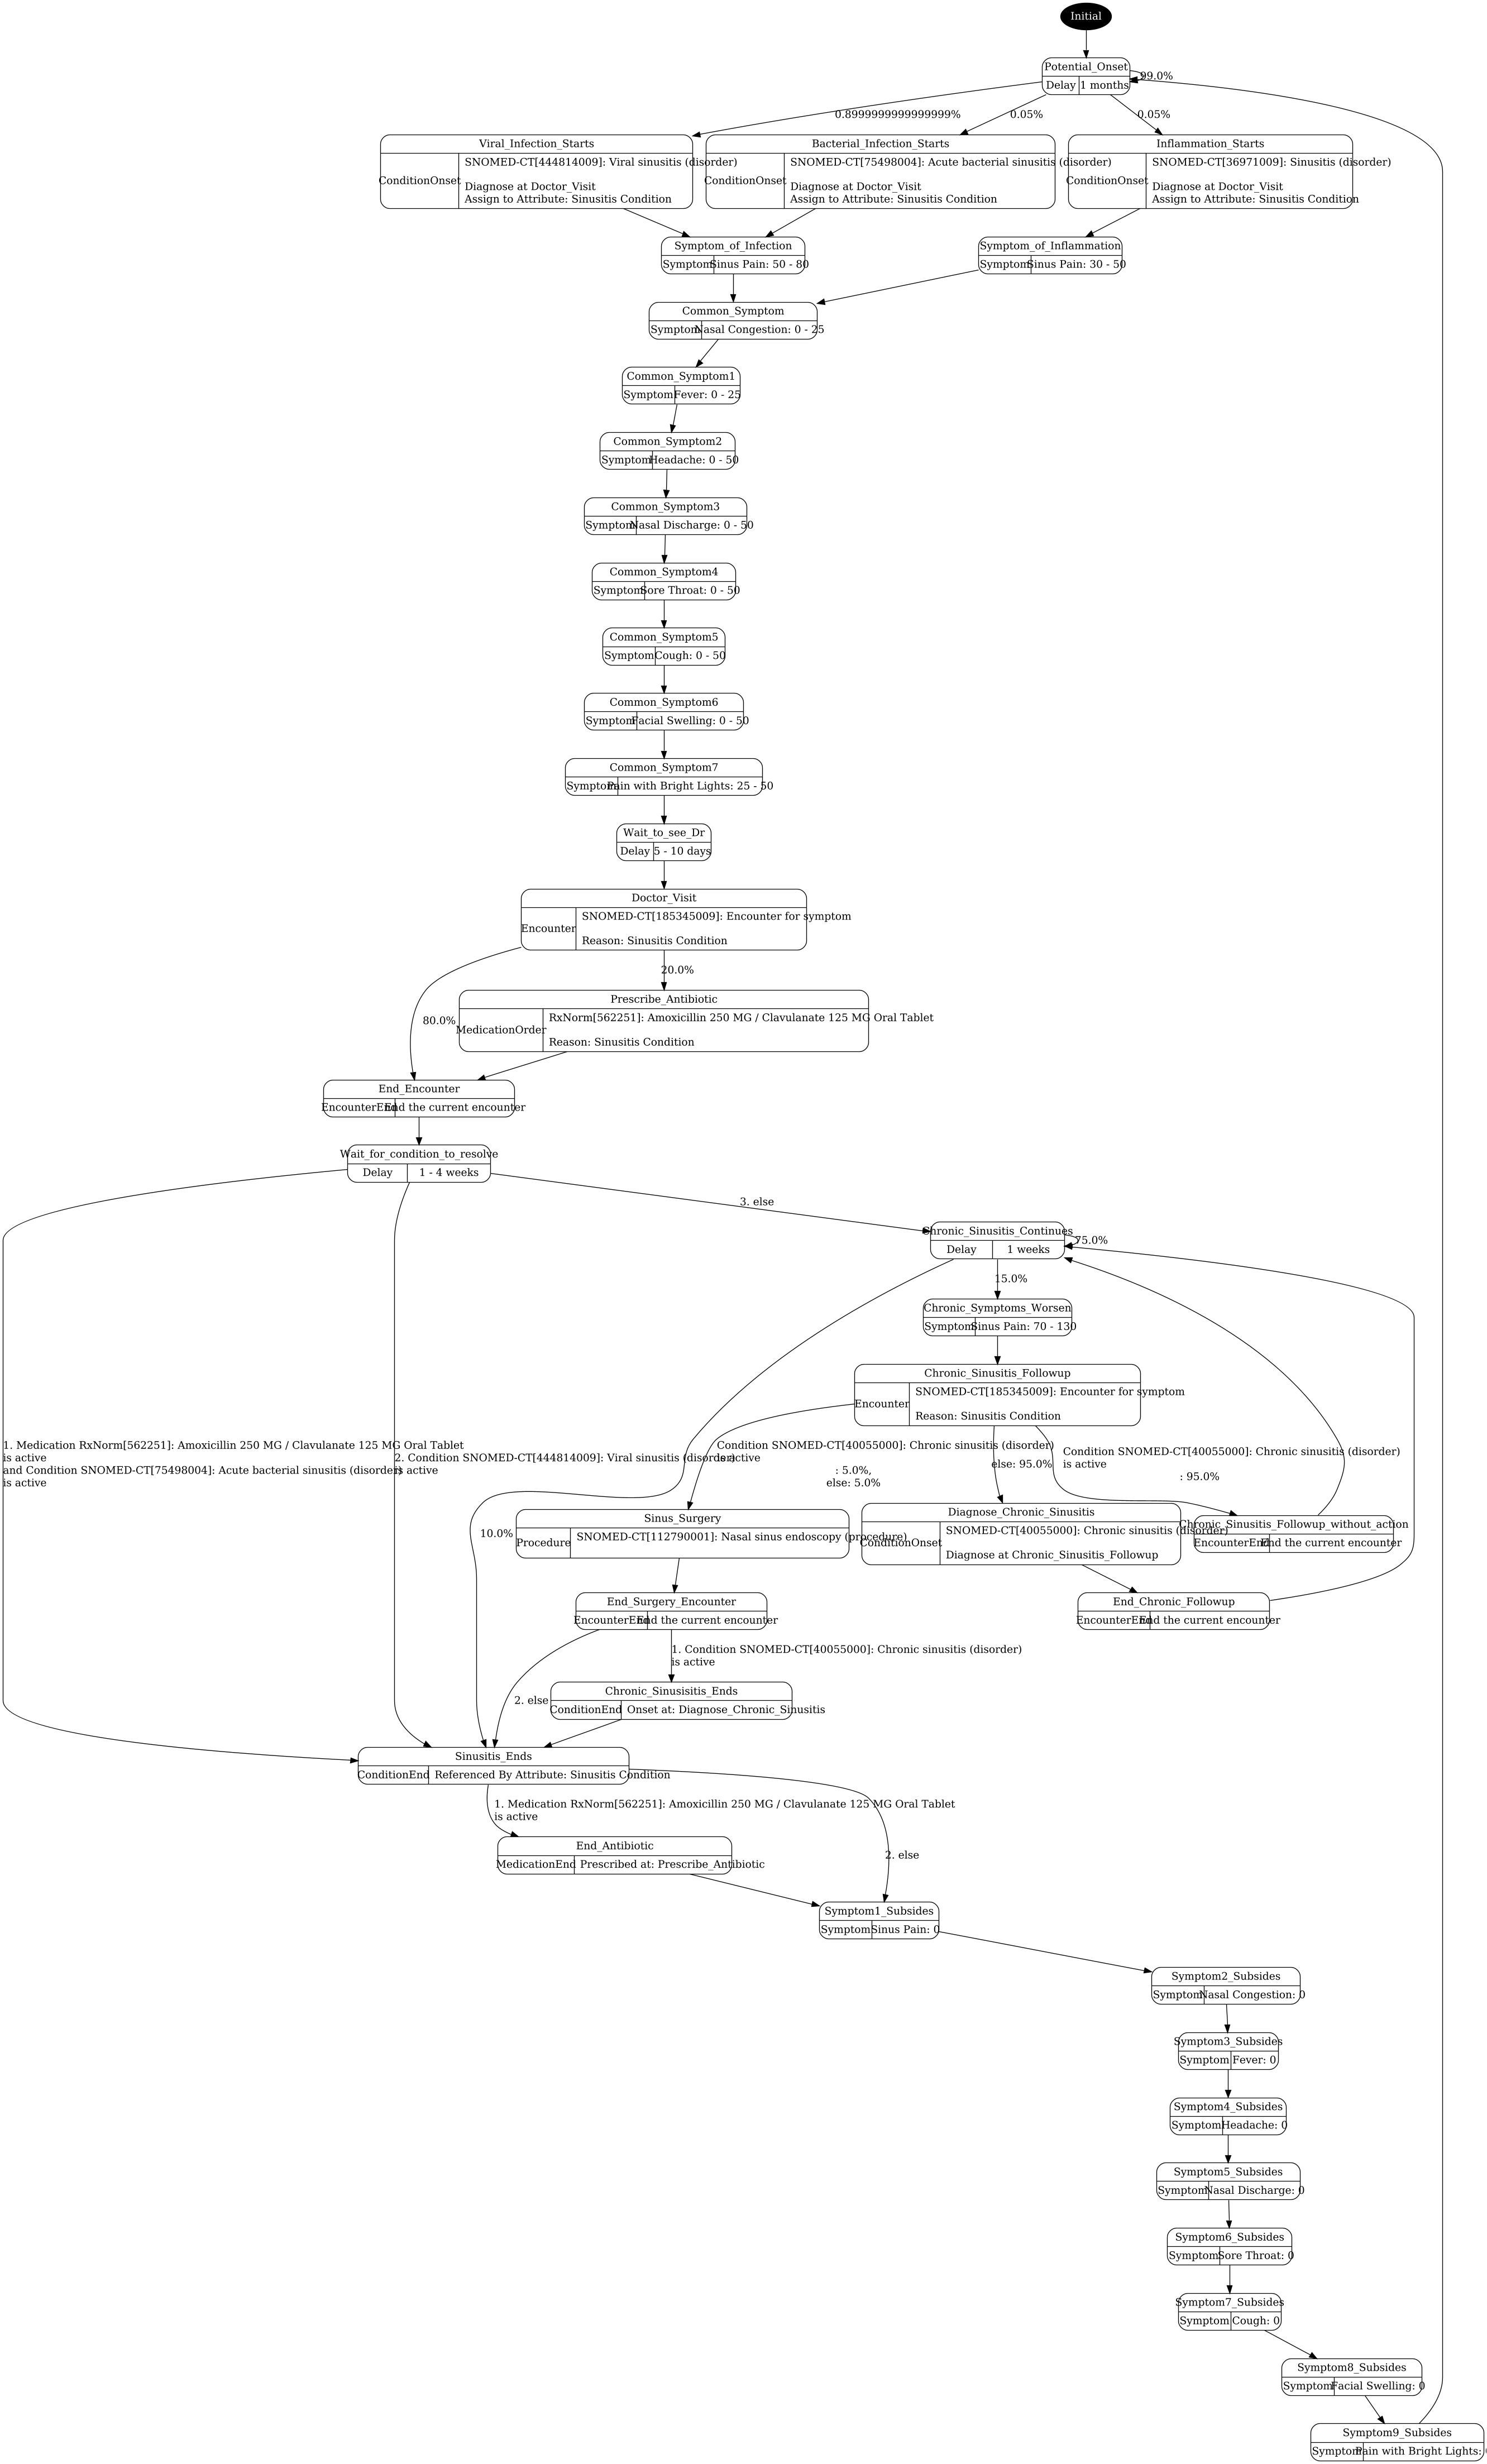 Initial
Potential_Onset
Delay 1 months
99.0%
0.8999999999999999%
0.05%
0.05%
Viral_Infection_Starts
ConditionOnset
SNOMED-CT[444814009]: Viral sinusitis (disorder)
Diagnose at Doctor_Visit
Assign to Attribute: Sinusitis Condition
Bacterial_Infection_Starts
ConditionOnset
SNOMED-CT[75498004]: Acute bacterial sinusitis (disorder)
Diagnose at Doctor_Visit
Assign to Attribute: Sinusitis Condition
Inflammation_Starts
ConditionOnset
SNOMED-CT[36971009]: Sinusitis (disorder)
Diagnose at Doctor_Visit
Assign to Attribute: Sinusitis Condition
Symptom_of_Infection
Symptom Sinus Pain: 50 - 80
Symptom_of_Inflammation
Symptom Sinus Pain: 30 - 50
Common_Symptom
Symptom Nasal Congestion: 0 - 25
Common_Symptom1
Symptom Fever: 0 - 25
Common_Symptom2
Symptom Headache: 0 - 50
Common_Symptom3
Symptom Nasal Discharge: 0 - 50
Common_Symptom4
Symptom Sore Throat: 0 - 50
Common_Symptom5
Symptom Cough: 0 - 50
Common_Symptom6
Symptom Facial Swelling: 0 - 50
Common_Symptom7
Symptom Pain with Bright Lights: 25 - 50
Wait_to_see_Dr
Delay 5 - 10 days
Doctor_Visit
Encounter
SNOMED-CT[185345009]: Encounter for symptom
Reason: Sinusitis Condition
20.0%
80.0%
Prescribe_Antibiotic
MedicationOrder
RxNorm[562251]: Amoxicillin 250 MG / Clavulanate 125 MG Oral Tablet
Reason: Sinusitis Condition
End_Encounter
EncounterEnd End the current encounter
Wait_for_condition_to_resolve
Delay 1 - 4 weeks
3. else
Chronic_Sinusitis_Continues
Delay 1 weeks
75.0%
15.0%
Chronic_Symptoms_Worsen
Symptom Sinus Pain: 70 - 130
Chronic_Sinusitis_Followup
Encounter
SNOMED-CT[185345009]: Encounter for symptom
Reason: Sinusitis Condition
1. Medication RxNorm[562251]: Amoxicillin 250 MG / Clavulanate 125 MG Oral Tablet
is active
and Condition SNOMED-CT[75498004]: Acute bacterial sinusitis (disorder)
is active
2. Condition SNOMED-CT[444814009]: Viral sinusitis (disorder)
is active
Condition SNOMED-CT[40055000]: Chronic sinusitis (disorder)
is active
: 5.0%,
else: 5.0%
else: 95.0%
Condition SNOMED-CT[40055000]: Chronic sinusitis (disorder)
is active
: 95.0%
10.0%
Sinus_Surgery
Procedure
SNOMED-CT[112790001]: Nasal sinus endoscopy (procedure)
Diagnose_Chronic_Sinusitis
ConditionOnset
SNOMED-CT[40055000]: Chronic sinusitis (disorder)
Diagnose at Chronic_Sinusitis_Followup
Chronic_Sinusitis_Followup_without_action
EncounterEnd End the current encounter
End_Surgery_Encounter
EncounterEnd End the current encounter
End_Chronic_Followup
EncounterEnd End the current encounter
1. Condition SNOMED-CT[40055000]: Chronic sinusitis (disorder)
is active
2. else
Chronic_Sinusisitis_Ends
ConditionEnd Onset at: Diagnose_Chronic_Sinusitis
Sinusitis_Ends
ConditionEnd Referenced By Attribute: Sinusitis Condition
1. Medication RxNorm[562251]: Amoxicillin 250 MG / Clavulanate 125 MG Oral Tablet
is active
2. else
End_Antibiotic
MedicationEnd Prescribed at: Prescribe_Antibiotic
Symptom1_Subsides
Symptom Sinus Pain: 0
Symptom2_Subsides
Symptom Nasal Congestion: 0
Symptom3_Subsides
Symptom Fever: 0
Symptom4_Subsides
Symptom Headache: 0
Symptom5_Subsides
Symptom Nasal Discharge: 0
Symptom6_Subsides
Symptom Sore Throat: 0
Symptom7_Subsides
Symptom Cough: 0
Symptom8_Subsides
Symptom Facial Swelling: 0
Symptom9_Subsides
Symptom Pain with Bright Lights: